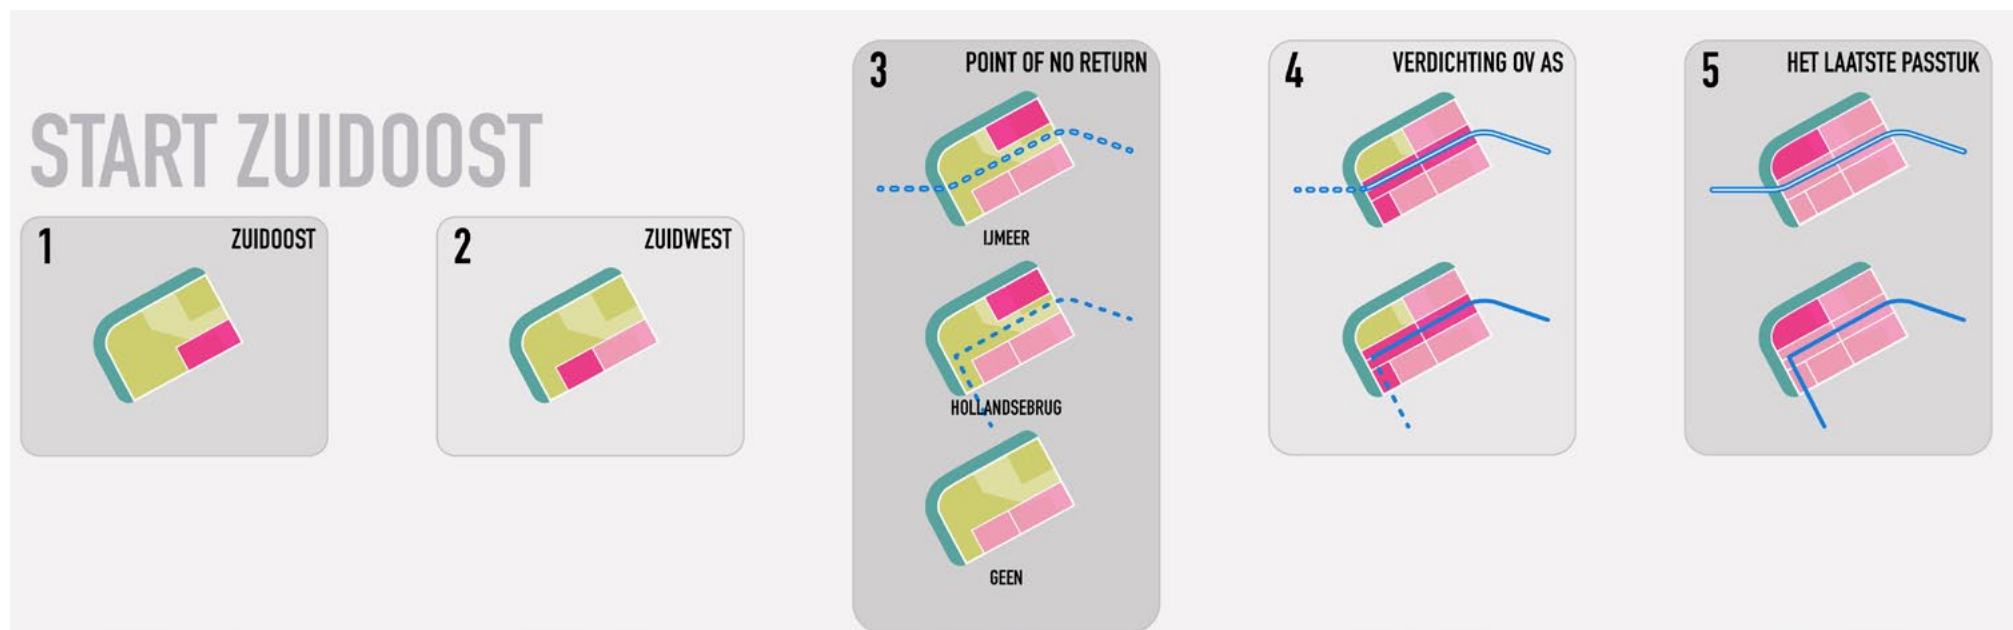 START ZUIDOOST
1 ZUIDOOST
2 ZUIDWEST
3 POINT OF NO RETURN
IJMEER
HOLLANDSEBRUG
GEEN
4 VERDICHTING OV AS
5 HET LAATSTE PASSTUK